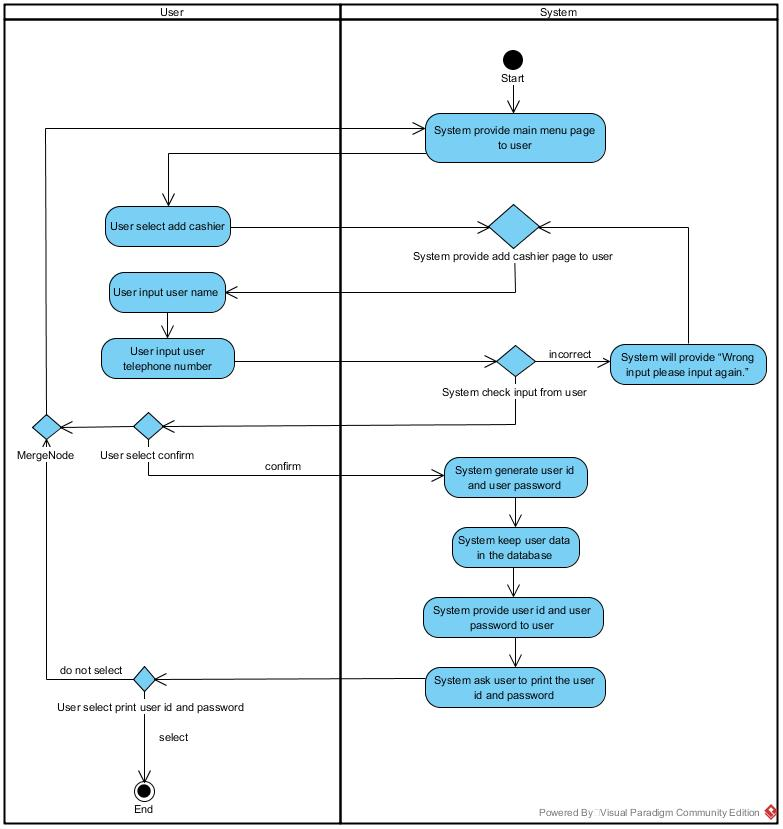 User
System
Start
System provide main menu page
to user
User select add cashier
System provide add cashier page to user
User input user name
User input user
telephone number
incorrect
System will provide “Wrong
input please input again.”
System check input from user
MergeNode
User select confirm
confirm
System generate user id
and user password
System keep user data
in the database
System provide user id and user
password to user
do not select
System ask user to print the user
id and password
User select print user id and password
select
End
Powered By Visual Paradigm Community Edition